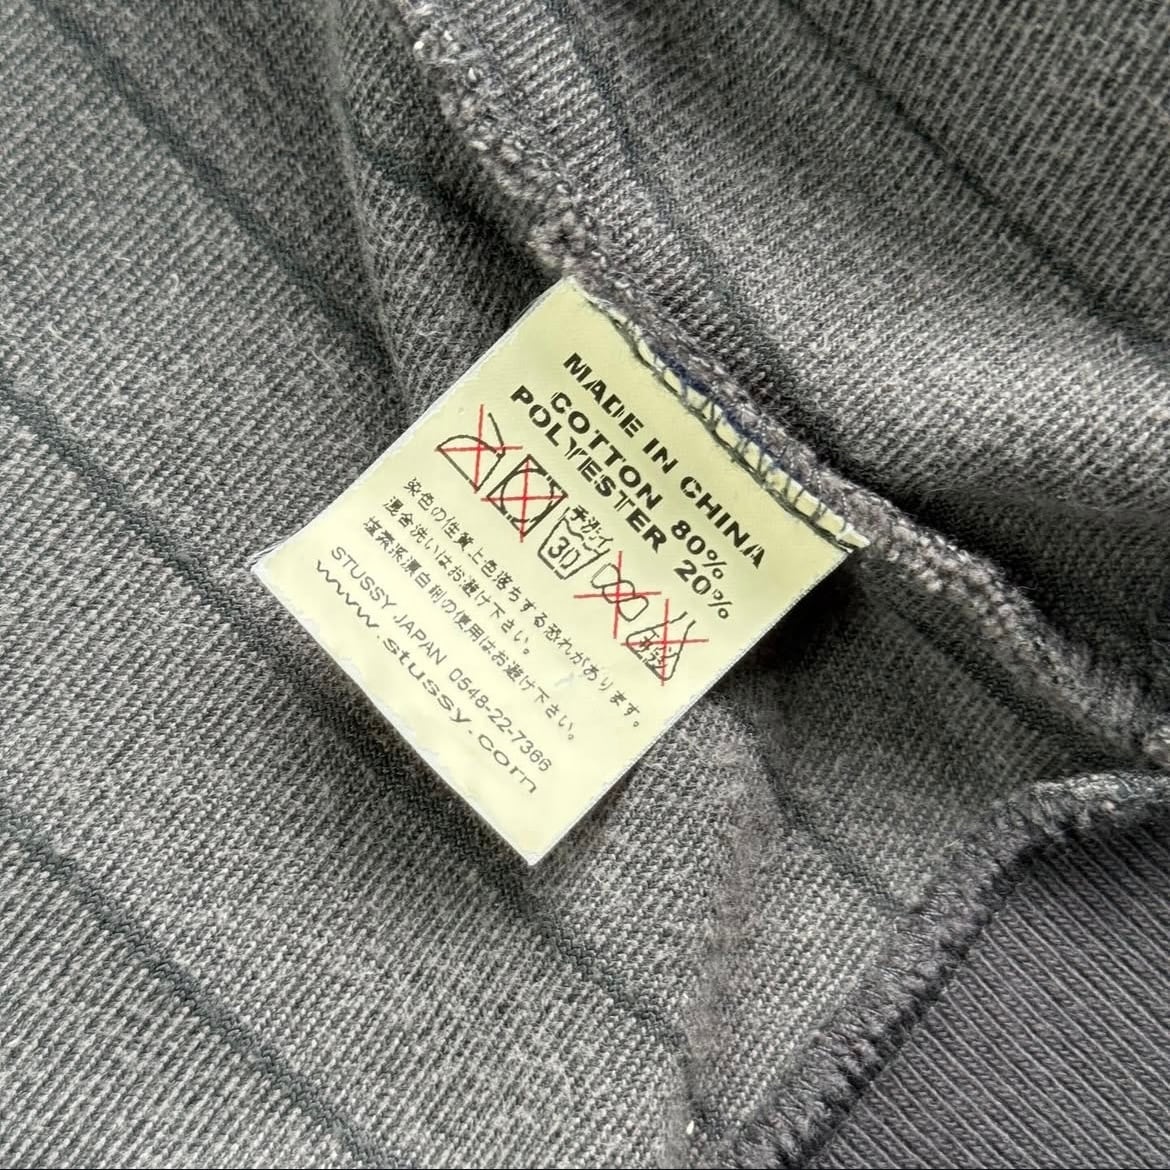 MADE IN CHINA
COTTON 80%
POLYESTER 20%
30
染色の性質上色落ちする恐れがあります。
混合洗いはお避け下さい。
塩素系漂白剤の使用はお避け下さい。
STUSSY JAPAN 0548-22-7366
www.stussy.com